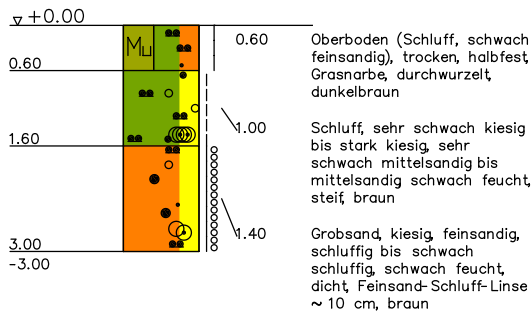 +0.00
Mu
0.60
0.60
Oberboden (Schluff, schwach
feinsandig), trocken, halbfest,
Grasnarbe, durchwurzelt,
dunkelbraun
1.60
1.00
Schluff, sehr schwach kiesig
bis stark kiesig, sehr
schwach mittelsandig bis
mittelsandig schwach feucht,
steif, braun
3.00
-3.00
1.40
Grobsand, kiesig, feinsandig,
schluffig bis schwach
schluffig, schwach feucht,
dicht, Feinsand-Schluff-Linse
~ 10 cm, braun